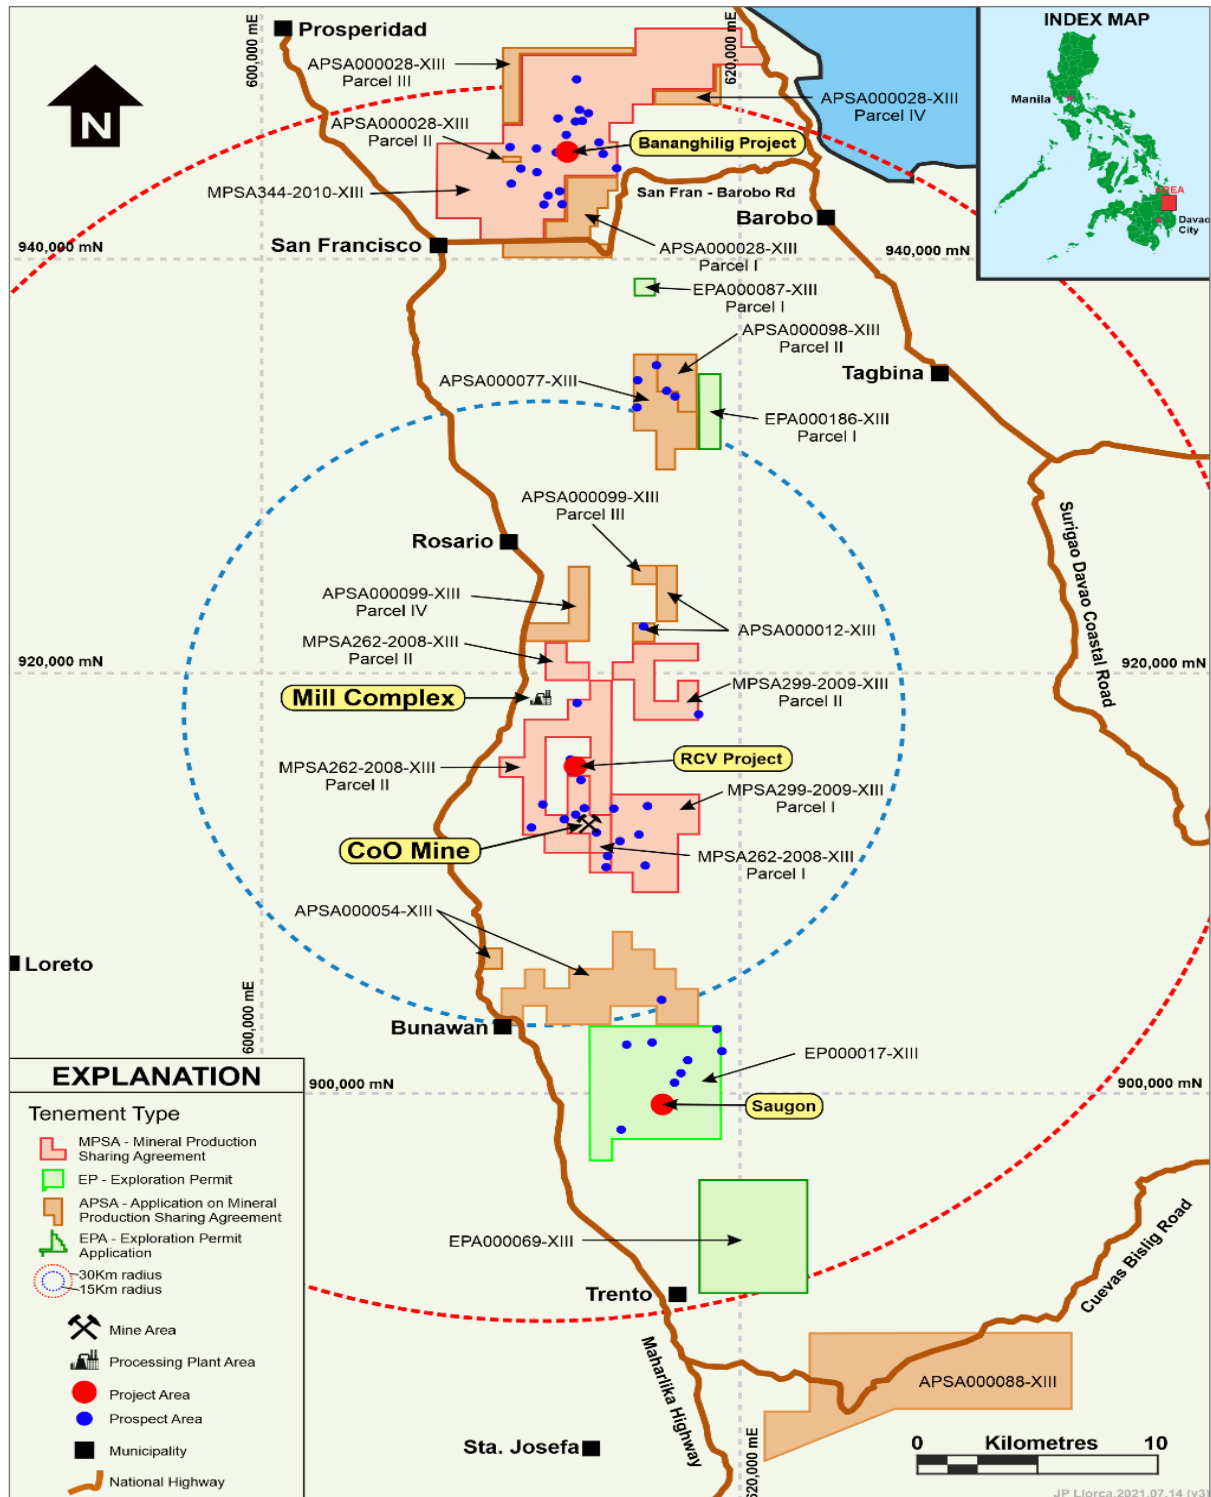 Prosperidad
600,000 mE
620,000 mE
INDEX MAP
APSA000028-XIII
Parcel III
APSA000028-XIII
Parcel IV
Manila
APSA000028-XIII
Parcel II
Bananghilig Project
N
MPSA344-2010-XIII
San Fran - Barobo Rd
AREA
Davao
City
Barobo
940,000 mN
San Francisco
APSA000028-XIII
Parcel I
940,000 mN
EPA000087-XIII
Parcel I
APSA000098-XIII
Parcel II
APSA000077-XIII
Tagbina
EPA000186-XIII
Parcel I
APSA000099-XIII
Parcel III
Surigao Davao Coastal Road
Rosario
APSA000099-XIII
Parcel IV
APSA000012-XIII
MPSA262-2008-XIII
Parcel II
920,000 mN
920,000 mN
MPSA299-2009-XIII
Parcel II
Mill Complex
RCV Project
MPSA262-2008-XIII
Parcel II
MPSA299-2009-XIII
Parcel I
CoO Mine
MPSA262-2008-XIII
Parcel I
APSA000054-XIII
Loreto
600,000 mE
Bunawan
EP000017-XIII
900,000 mN
900,000 mN
Saugon
EPA000069-XIII
Trento
Cuevas Bislig Road
Maharlika Highway
APSA000088-XIII
Sta. Josefa
620,000 mE
0 Kilometres 10
EXPLANATION
Tenement Type
MPSA - Mineral Production
Sharing Agreement
EP - Exploration Permit
APSA - Application on Mineral
Production Sharing Agreement
EPA - Exploration Permit
Application
30Km radius
15Km radius
Mine Area
Processing Plant Area
Project Area
Prospect Area
Municipality
National Highway
JP Llorca.2021.07.14 (v3)